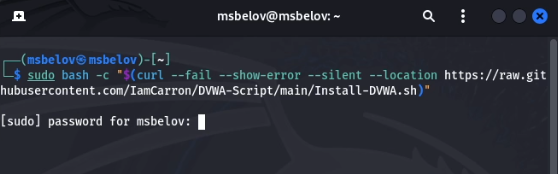 msbelov@msbelov: ~
┌──(msbelov㉿msbelov)-[~]
└─$ sudo bash -c "$(curl --fail --show-error --silent --location https://raw.git
hubusercontent.com/IamCarron/DVWA-Script/main/Install-DVWA.sh)"
[sudo] password for msbelov: